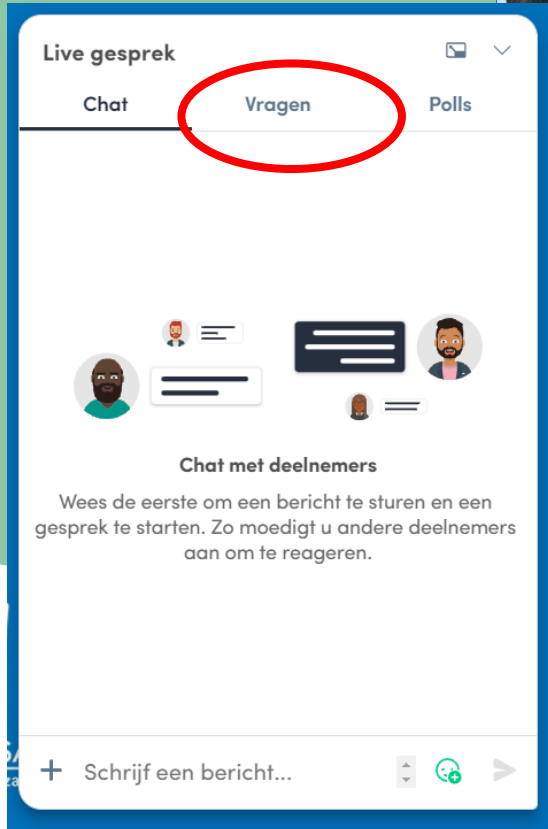 Live gesprek
Chat Vragen Polls
Chat met deelnemers
Wees de eerste om een bericht te sturen en een
gesprek te starten. Zo moedigt u andere deelnemers
aan om te reageren.
Schrijf een bericht...